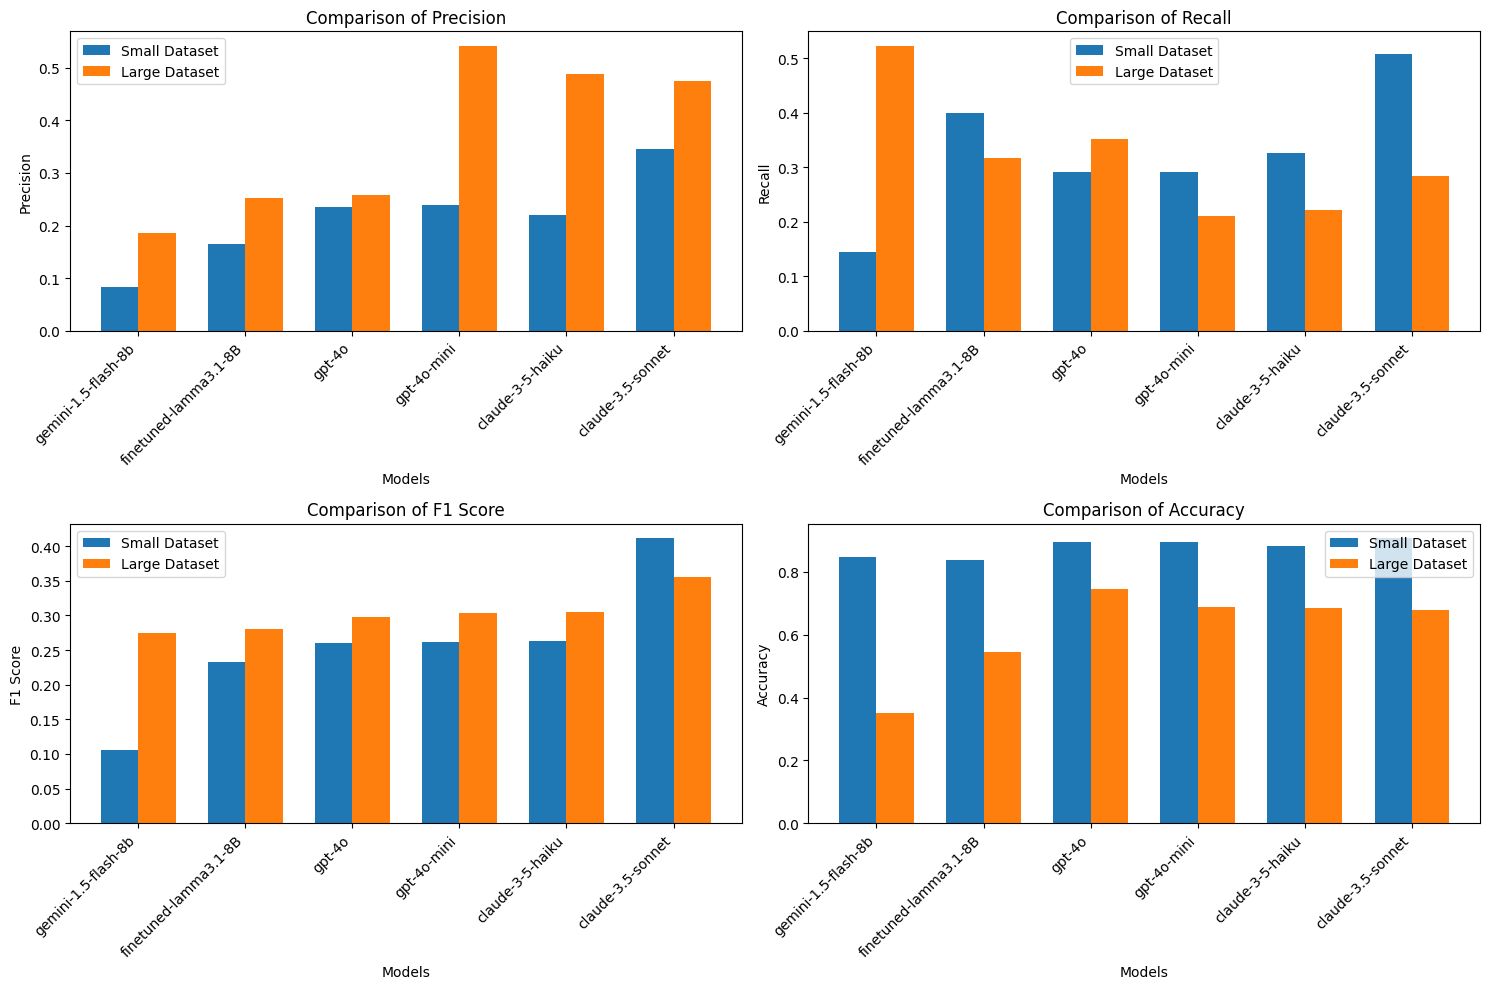 Comparison of Precision
Small Dataset
Large Dataset
Precision
0.5
0.4
0.3
0.2
0.1
0.0
gemini-1.5-flash-8b
finetuned-lamma3.1-8B
gpt-4o
gpt-4o-mini
claude-3-5-haiku
claude-3.5-sonnet
Models
Comparison of Recall
Small Dataset
Large Dataset
Recall
0.5
0.4
0.3
0.2
0.1
0.0
gemini-1.5-flash-8b
finetuned-lamma3.1-8B
gpt-4o
gpt-4o-mini
claude-3-5-haiku
claude-3.5-sonnet
Models
Comparison of F1 Score
Small Dataset
Large Dataset
F1 Score
0.40
0.35
0.30
0.25
0.20
0.15
0.10
0.05
0.00
gemini-1.5-flash-8b
finetuned-lamma3.1-8B
gpt-4o
gpt-4o-mini
claude-3-5-haiku
claude-3.5-sonnet
Models
Comparison of Accuracy
Small Dataset
Large Dataset
Accuracy
0.8
0.6
0.4
0.2
0.0
gemini-1.5-flash-8b
finetuned-lamma3.1-8B
gpt-4o
gpt-4o-mini
claude-3-5-haiku
claude-3.5-sonnet
Models